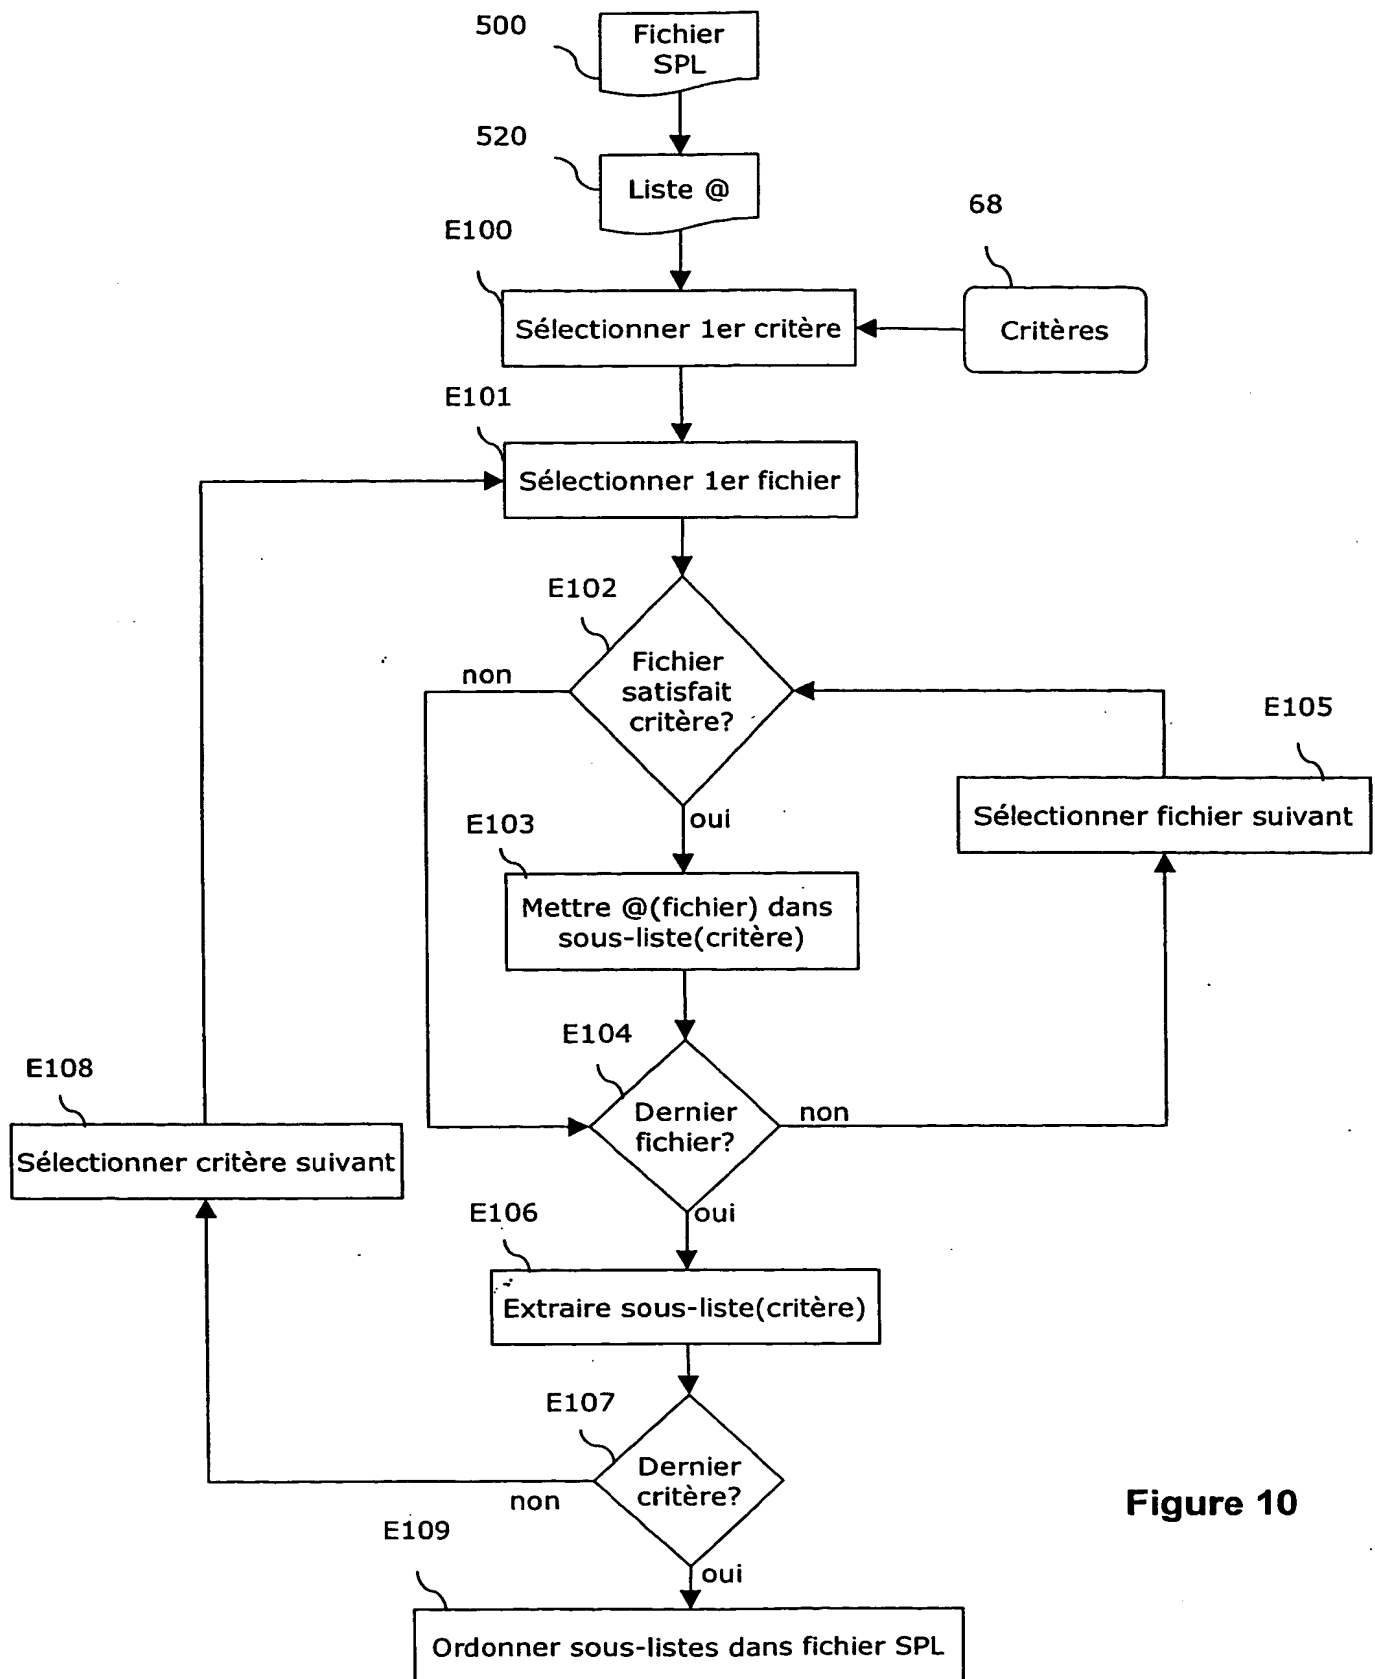 500
Fichier
SPL
520
Liste @
68
E100
Sélectionner 1er critère
Critères
E101
Sélectionner 1er fichier
E102
non
Fichier
satisfait
critère?
E105
oui
Sélectionner fichier suivant
E103
Mettre @(fichier) dans
sous-liste(critère)
E104
Dernier
fichier?
non
E108
Sélectionner critère suivant
oui
E106
Extraire sous-liste(critère)
E107
Dernier
critère?
non
Figure 10
E109
oui
Ordonner sous-listes dans fichier SPL